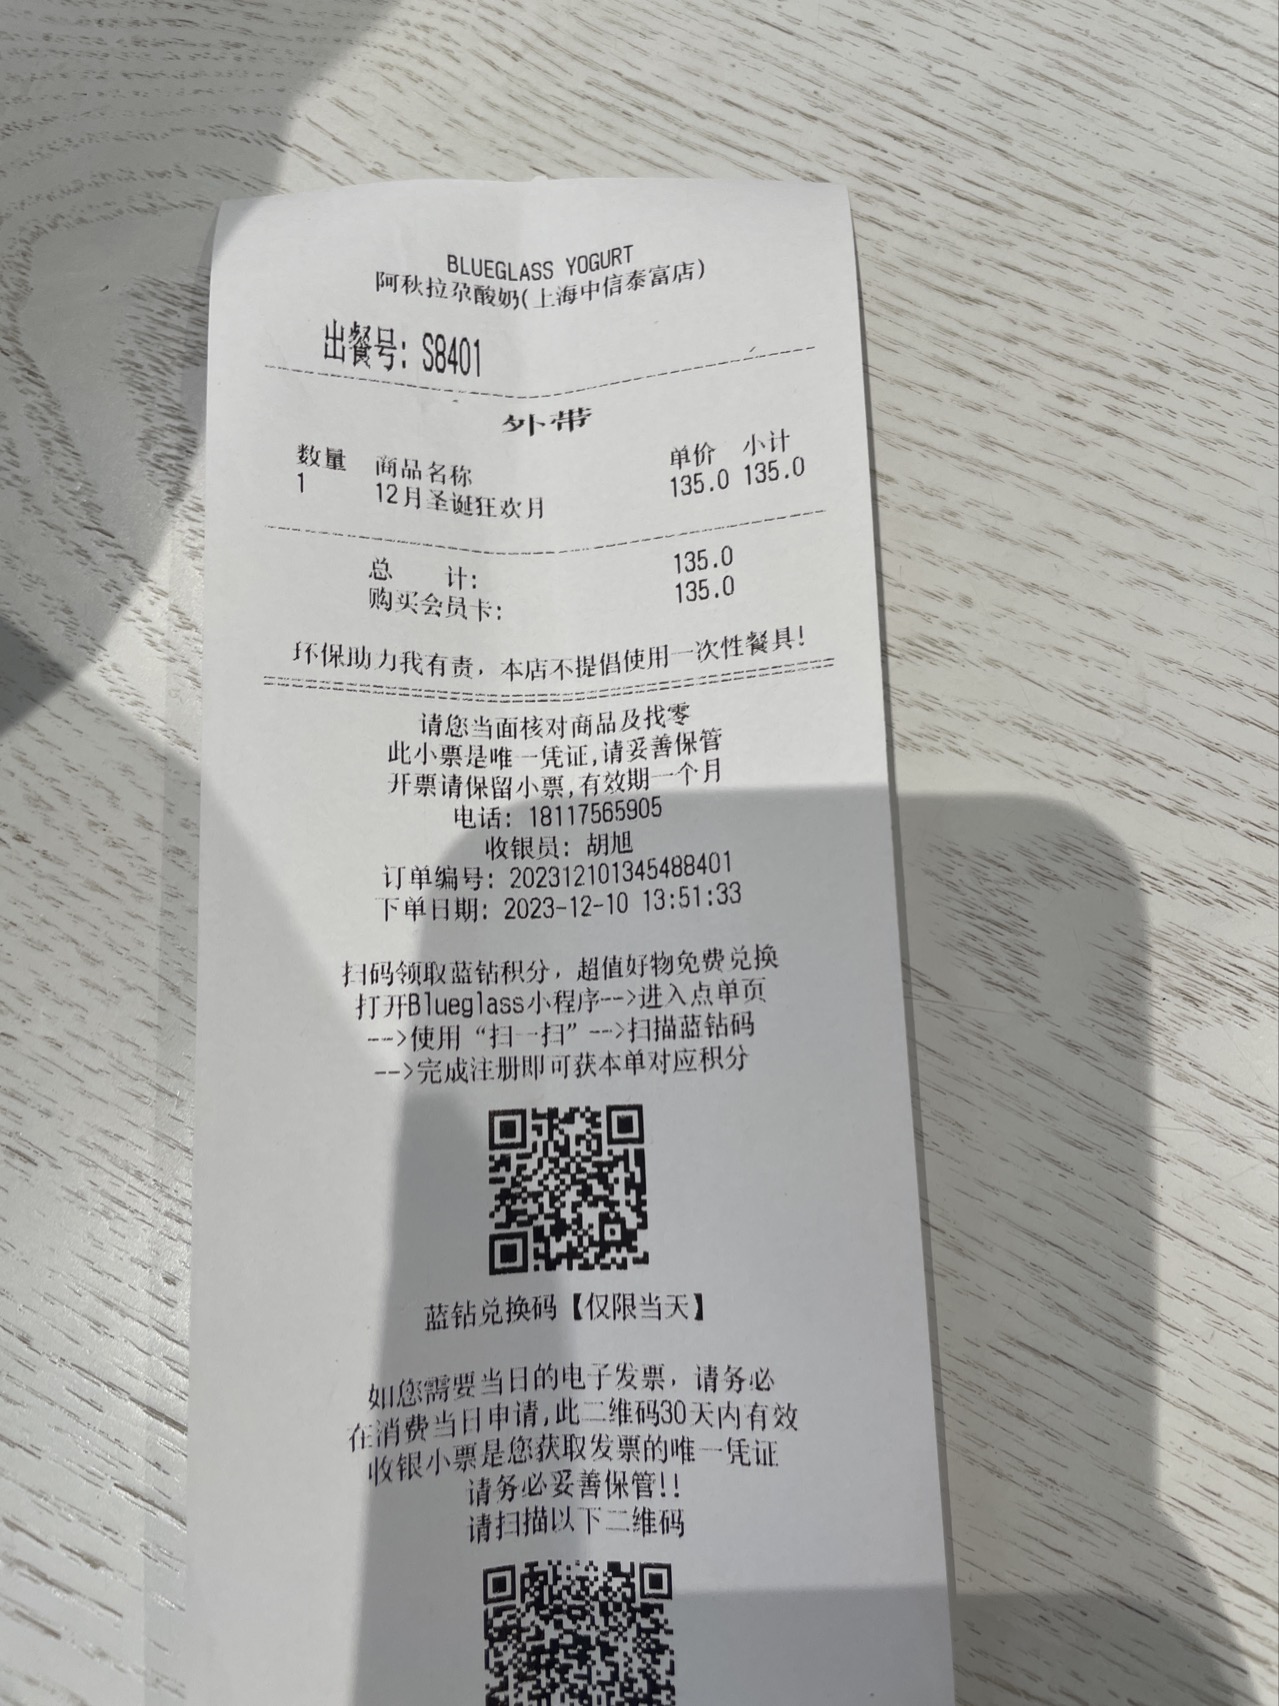 BLUEGLASS YOGURT
阿秋拉尕酸奶(上海中信泰富店)
出餐号: S8401
外带
数量 商品名称 单价 小计
1 12月圣诞狂欢月 135.0 135.0
总 计: 135.0
购买会员卡: 135.0
环保助力我有责，本店不提倡使用一次性餐具!
请您当面核对商品及找零
此小票是唯一凭证,请妥善保管
开票请保留小票,有效期一个月
电话: 18117565905
收银员: 胡旭
订单编号: 202312101345488401
下单日期: 2023-12-10 13:51:33
扫码领取蓝钻积分，超值好物免费兑换
打开Blueglass小程序-->进入点单页
-->使用“扫一扫”-->扫描蓝钻码
-->完成注册即可获本单对应积分
蓝钻兑换码【仅限当天】
如您需要当日的电子发票，请务必
在消费当日申请,此二维码30天内有效
收银小票是您获取发票的唯一凭证
请务必妥善保管!!
请扫描以下二维码